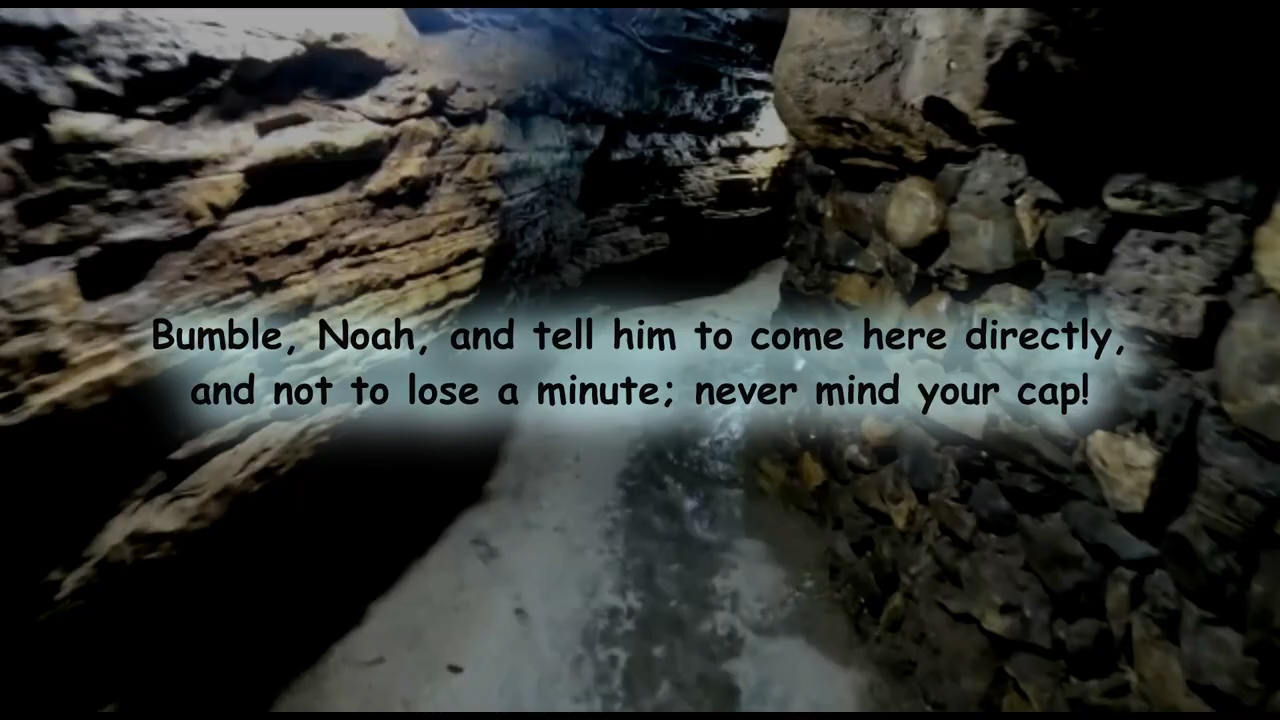 Bumble, Noah, and tell him to come here directly,
and not to lose a minute; never mind your cap!